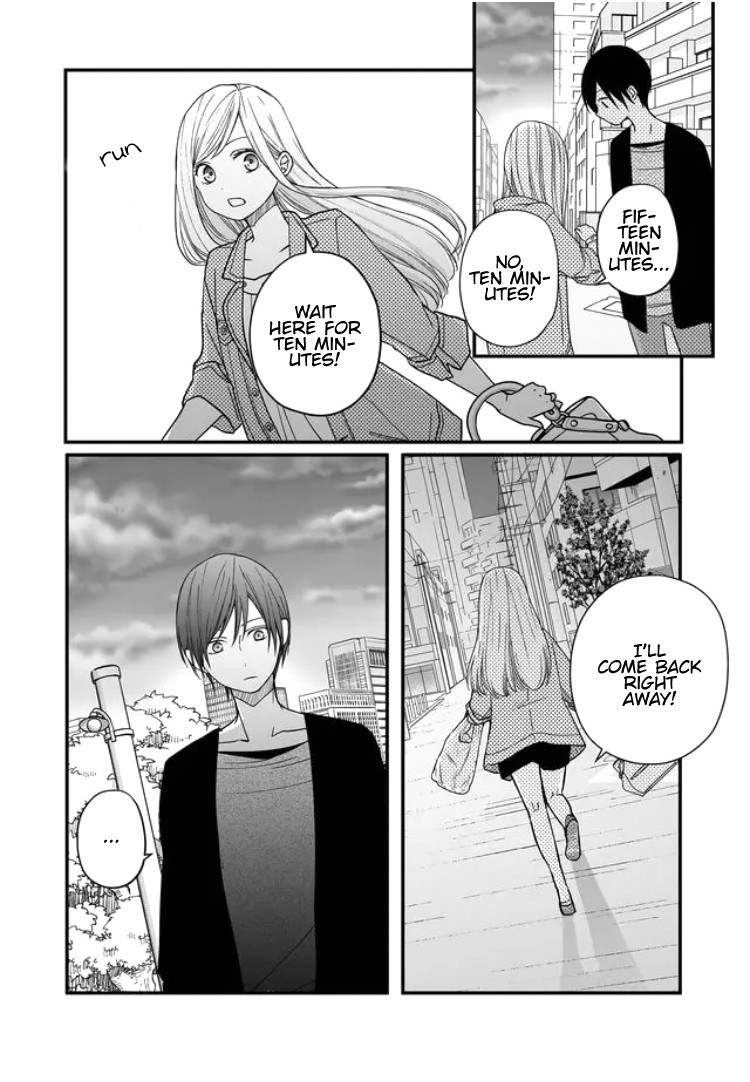 FIF-
TEEN
MIN-
UTES...
NO,
TEN MIN-
UTES!
run
WAIT
HERE FOR
TEN MIN-
UTES!
I'LL
COME BACK
RIGHT
AWAY!
...